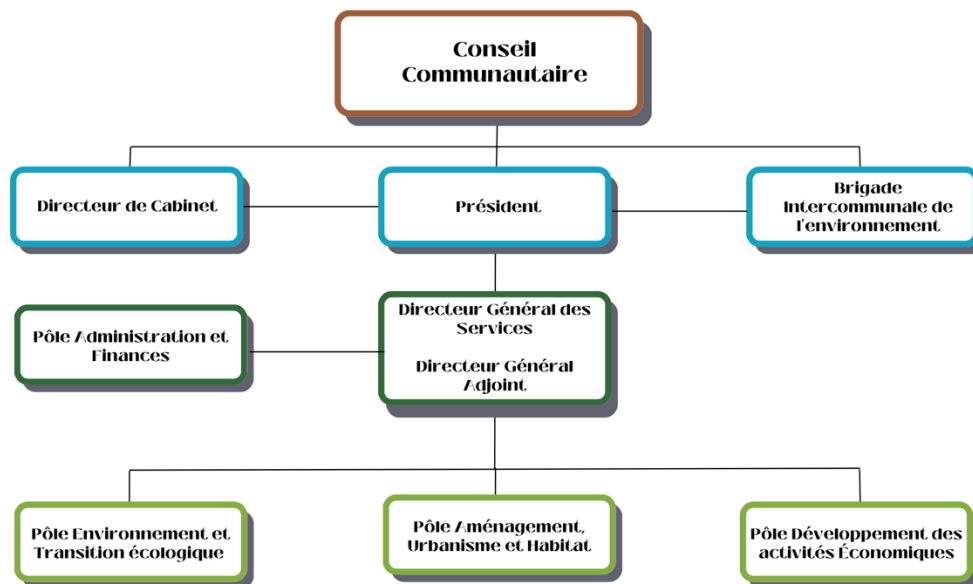 Conseil
Communautaire
Directeur de Cabinet
Président
Brigade
Intercommunale de
l'environnement
Pôle Administration et
Finances
Directeur Général des
Services
Directeur Général
Adjoint
Pôle Environnement et
Transition écologique
Pôle Aménagement,
Urbanisme et Habitat
Pôle Développement des
activités Économiques